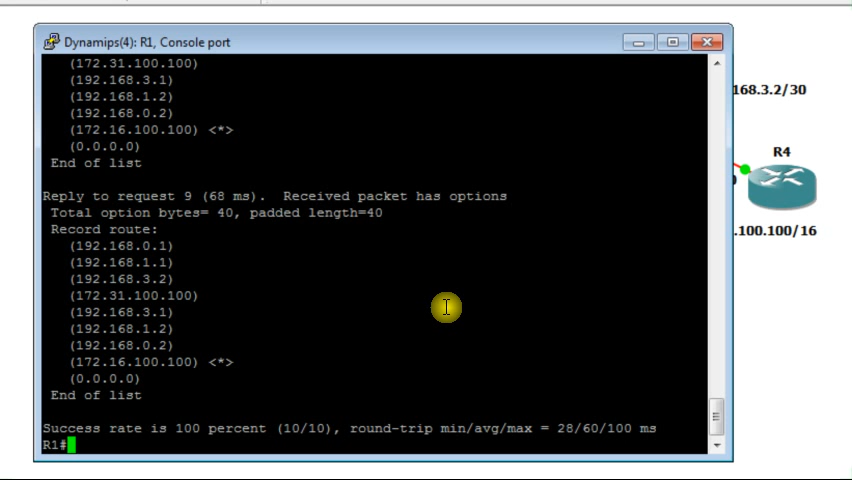 Dynamips(4): R1, Console port
(172.31.100.100)
(192.168.3.1)
(192.168.1.2)
(192.168.0.2)
(172.16.100.100) <*>
(0.0.0.0)
End of list
Reply to request 9 (68 ms).  Received packet has options
Total option bytes= 40, padded length=40
Record route:
(192.168.0.1)
(192.168.1.1)
(192.168.3.2)
(172.31.100.100)
(192.168.3.1)
(192.168.1.2)
(192.168.0.2)
(172.16.100.100) <*>
(0.0.0.0)
End of list
Success rate is 100 percent (10/10), round-trip min/avg/max = 28/60/100 ms
R1#
168.3.2/30
R4
.100.100/16